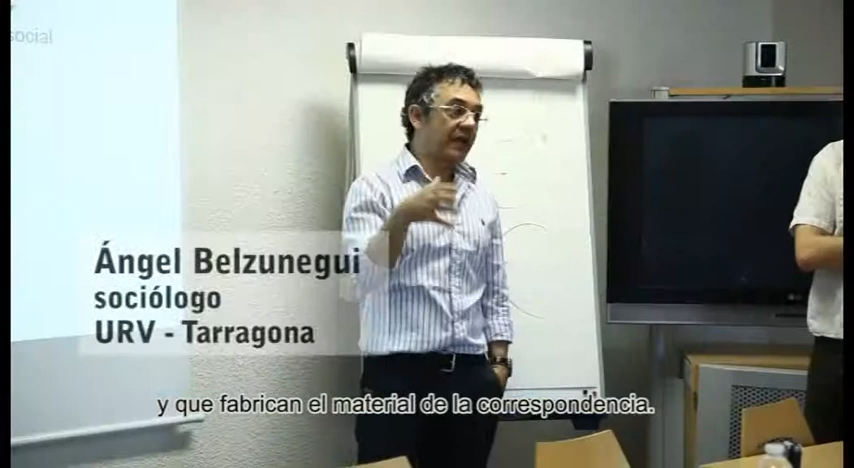 social
Ángel Belzunegui
sociólogo
URV - Tarragona
y que fabrican el material de la correspondencia.